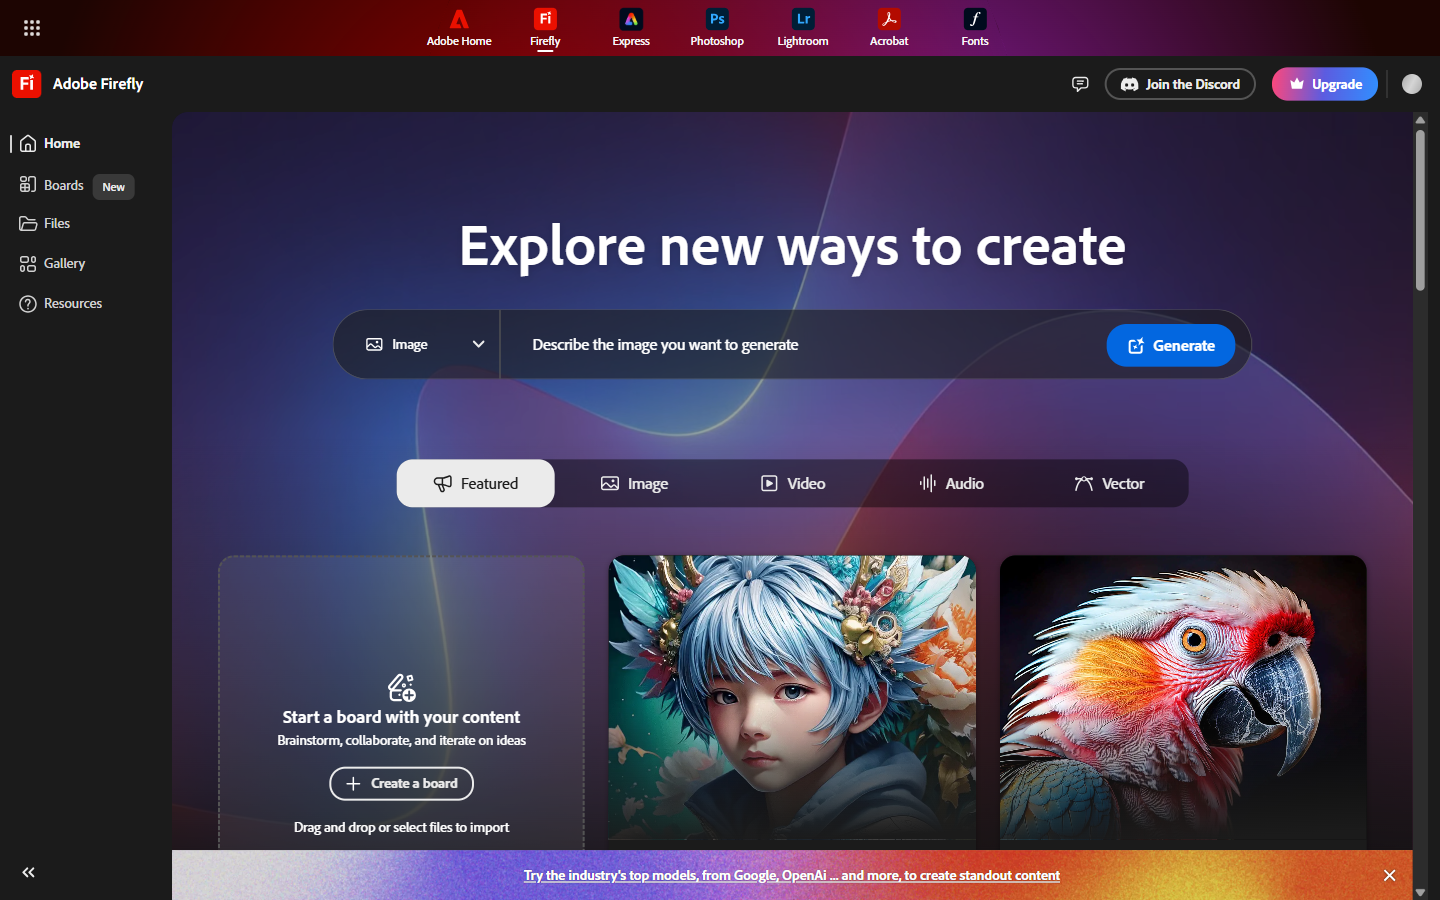 Adobe Home
Fi
Firefly
Express
Ps
Photoshop
Lr
Lightroom
Acrobat
f
Fonts
Fi
Adobe Firefly
Join the Discord
Upgrade
Home
Boards
New
Files
Gallery
Resources
Explore new ways to create
Image
Describe the image you want to generate
Generate
Featured
Image
Video
Audio
Vector
Start a board with your content
Brainstorm, collaborate, and iterate on ideas
Create a board
Drag and drop or select files to import
Try the industry's top models, from Google, OpenAi ... and more, to create standout content